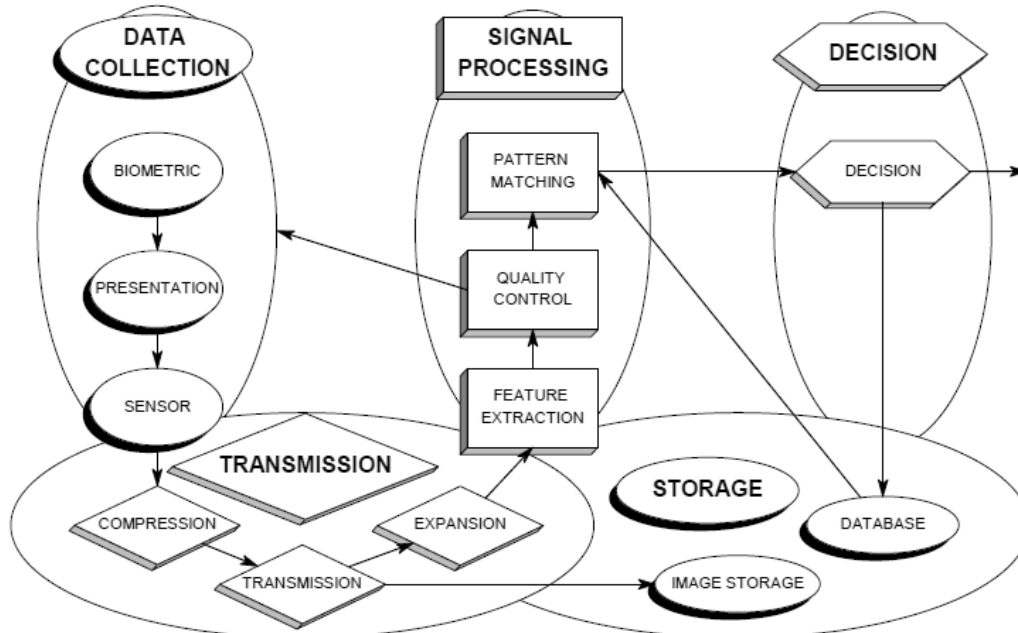 DATA
COLLECTION
SIGNAL
PROCESSING
DECISION
BIOMETRIC
PATTERN
MATCHING
DECISION
PRESENTATION
QUALITY
CONTROL
SENSOR
FEATURE
EXTRACTION
TRANSMISSION
STORAGE
COMPRESSION
EXPANSION
DATABASE
TRANSMISSION
IMAGE STORAGE